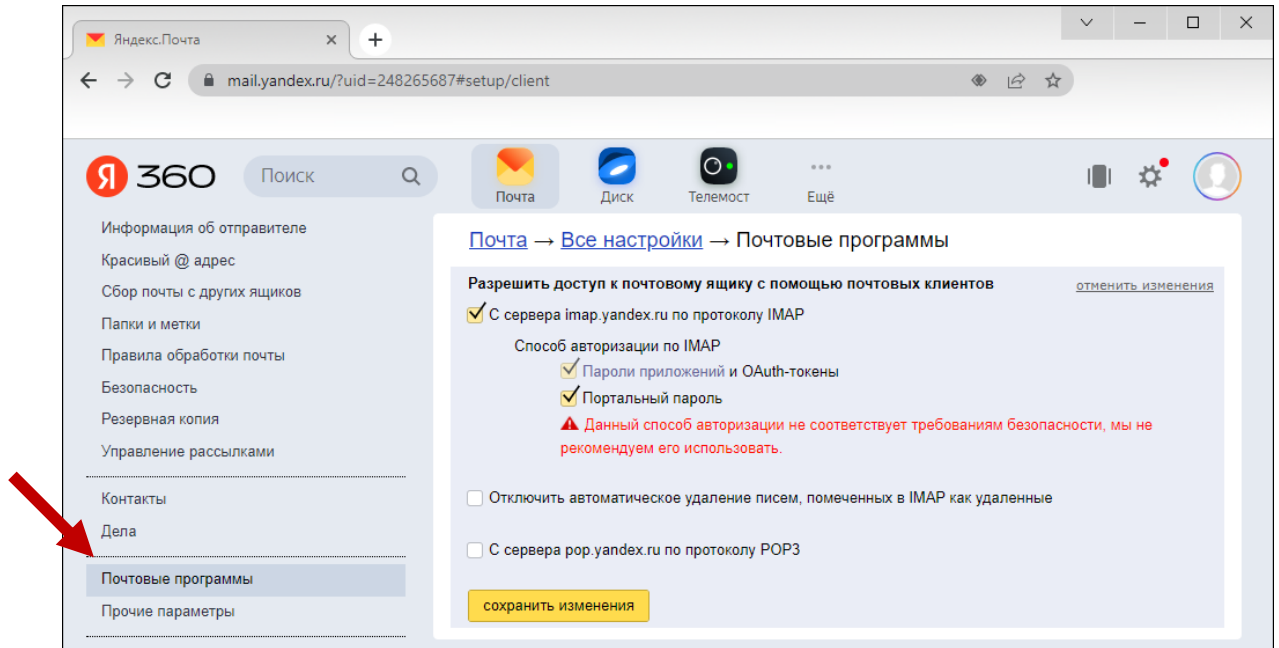 Яндекс.Почта
mail.yandex.ru/?uid=248265687#setup/client
Я 360
Поиск
Почта
Диск
Телемост
Ещё
Информация об отправителе
Красивый @ адрес
Сбор почты с других ящиков
Папки и метки
Правила обработки почты
Безопасность
Резервная копия
Управление рассылками
Контакты
Дела
Почтовые программы
Прочие параметры
Почта → Все настройки → Почтовые программы
Разрешить доступ к почтовому ящику с помощью почтовых клиентов
отменить изменения
С сервера imap.yandex.ru по протоколу IMAP
Способ авторизации по IMAP
Пароли приложений и OAuth-токены
Портальный пароль
Данный способ авторизации не соответствует требованиям безопасности, мы не
рекомендуем его использовать.
Отключить автоматическое удаление писем, помеченных в IMAP как удаленные
С сервера pop.yandex.ru по протоколу POP3
сохранить изменения